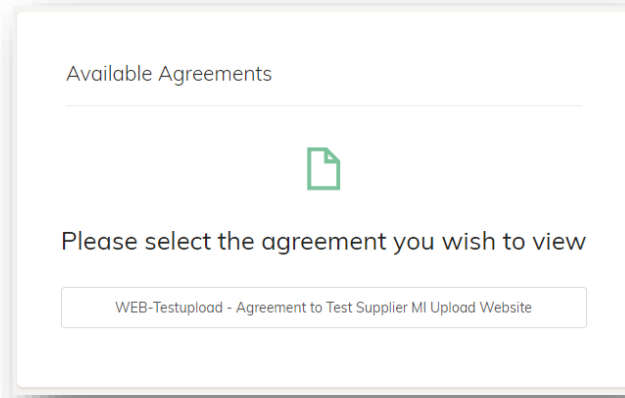 Available Agreements
Please select the agreement you wish to view
WEB-Testupload - Agreement to Test Supplier MI Upload Website